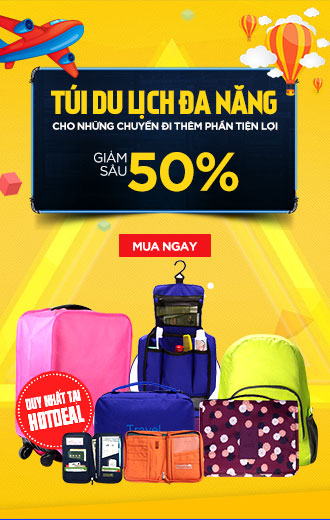 TÚI DU LỊCH ĐA NĂNG
CHO NHỮNG CHUYẾN ĐI THÊM PHẦN TIỆN LỢI
GIẢM
SÂU 50%
MUA NGAY
DUY NHẤT TẠI
HOTDEAL
Travel